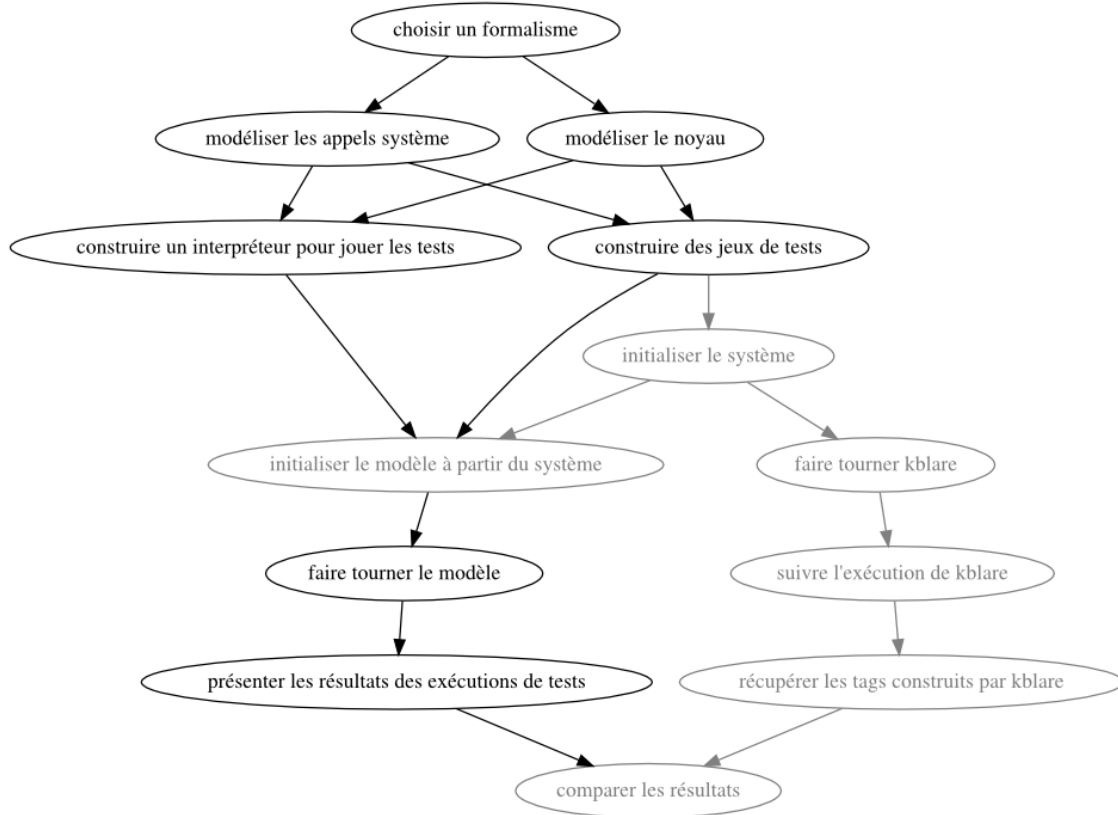 choisir un formalisme
modéliser les appels système
modéliser le noyau
construire un interpréteur pour jouer les tests
construire des jeux de tests
initialiser le système
initialiser le modèle à partir du système
faire tourner kblare
faire tourner le modèle
suivre l'exécution de kblare
présenter les résultats des exécutions de tests
récupérer les tags construits par kblare
comparer les résultats